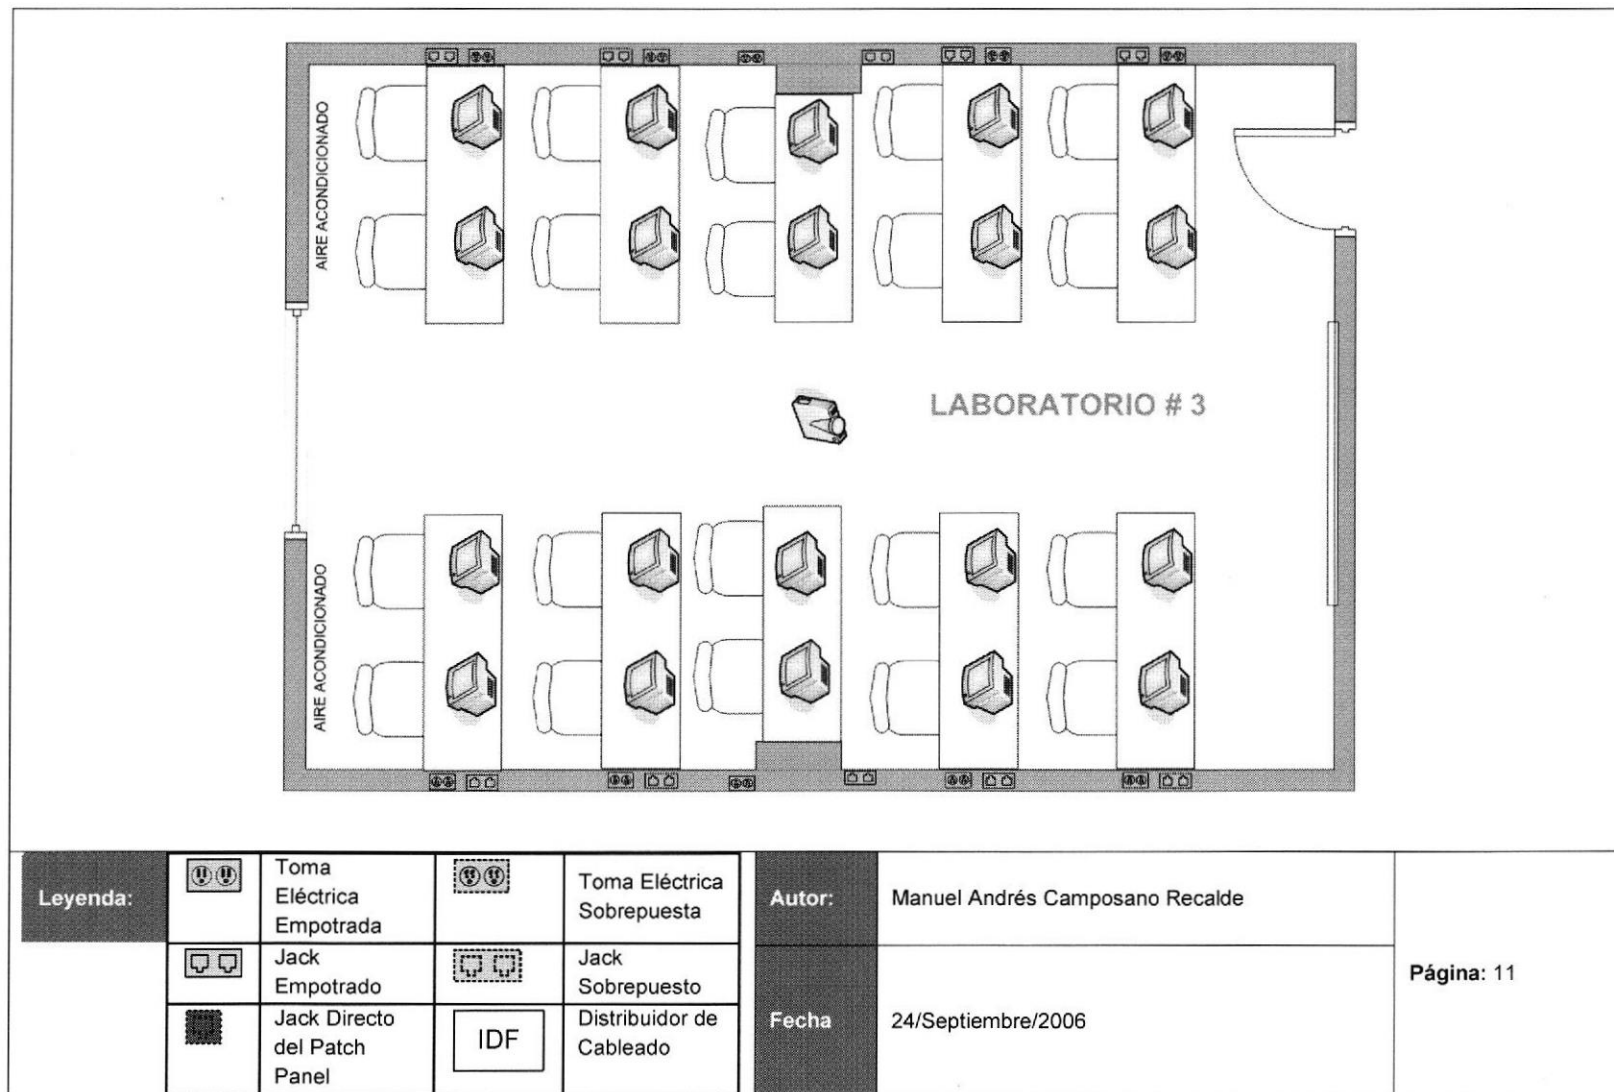 AIRE ACONDICIONADO
LABORATORIO # 3
AIRE ACONDICIONADO
Leyenda:
Toma
Eléctrica
Empotrada
Toma Eléctrica
Sobrepuesta
Jack
Empotrado
Jack
Sobrepuesto
Jack Directo
del Patch
Panel
IDF
Distribuidor de
Cableado
Autor:
Manuel Andrés Camposano Recalde
Fecha
24/Septiembre/2006
Página: 11